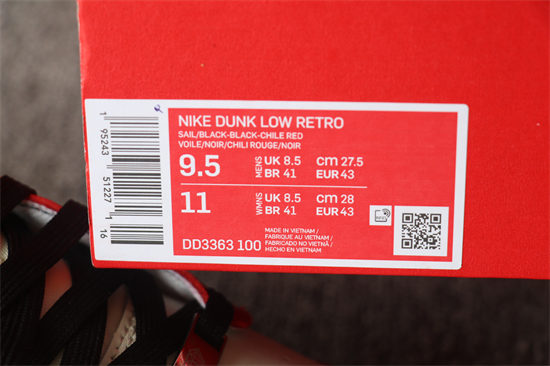 NIKE DUNK LOW RETRO
SAIL/BLACK-BLACK-CHILE RED
VOILE/NOIR/CHILI ROUGE/NOIR
9.5 MENS UK 8.5 cm 27.5
BR 41 EUR 43
11 WMNS UK 8.5 cm 28
BR 41 EUR 43
DD3363 100
MADE IN VIETNAM /
FABRIQUE AU VIETNAM /
FABRICADO NO VIETNÃ /
HECHO EN VIETNAM
1 95243 51227 1 16